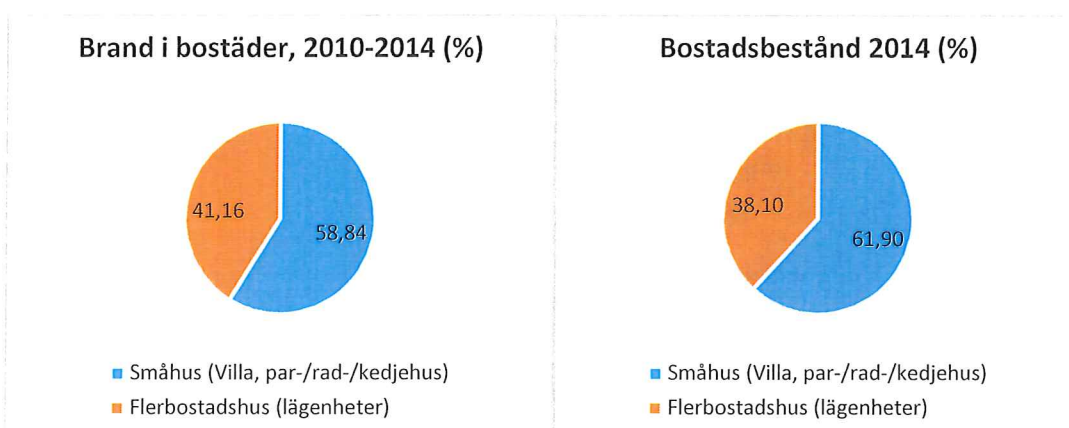 Brand i bostäder, 2010-2014 (%)
41,16
58,84
Småhus (Villa, par-/rad-/kedjehus)
Flerbostadshus (lägenheter)
Bostadsbestånd 2014 (%)
38,10
61,90
Småhus (Villa, par-/rad-/kedjehus)
Flerbostadshus (lägenheter)